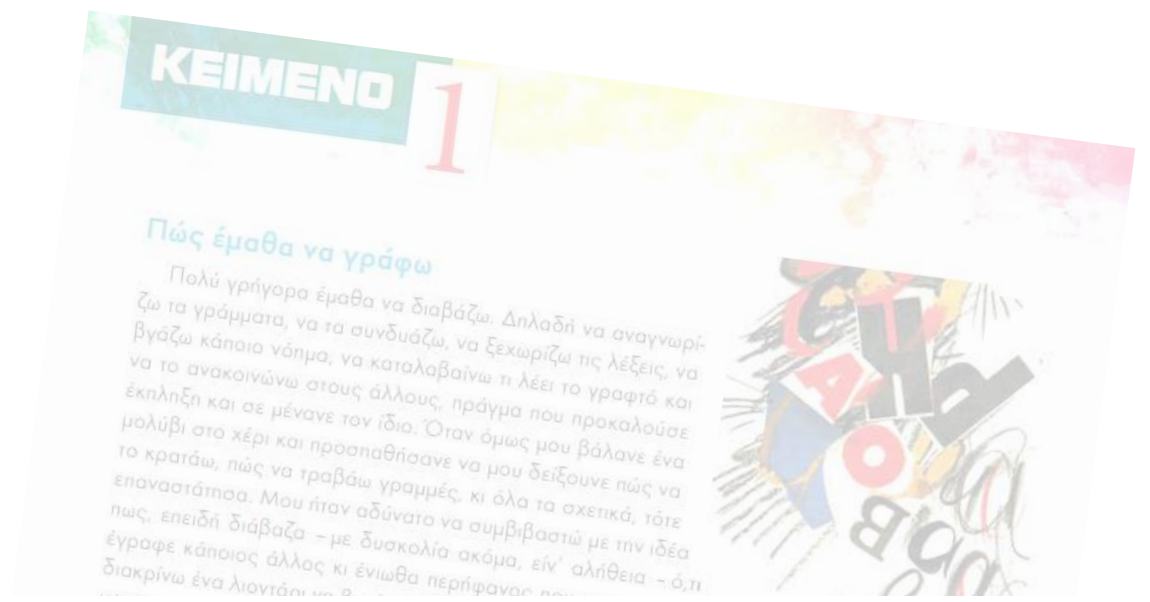 ΚΕΙΜΕΝΟ 1
Πώς έμαθα να γράφω
Πολύ γρήγορα έμαθα να διαβάζω. Δηλαδή να αναγνωρί-
ζω τα γράμματα, να τα συνδυάζω, να ξεχωρίζω τις λέξεις, να
βγάζω κάποιο νόημα, να καταλαβαίνω τι λέει το γραφτό και
να το ανακοινώνω στους άλλους, πράγμα που προκαλούσε
έκπληξη και σε μένανε τον ίδιο. Όταν όμως μου βάλανε ένα
μολύβι στο χέρι και προσπαθήσανε να μου δείξουνε πώς να
το κρατάω, πώς να τραβάω γραμμές, κι όλα τα σχετικά, τότε
επαναστάτησα. Μου ήταν αδύνατο να συμβιβαστώ με την ιδέα
πως, επειδή διάβαζα – με δυσκολία ακόμα, είν' αλήθεια – ό,τι
έγραφε κάποιος άλλος κι ένιωθα περήφανος
διακρίνω ένα λιοντάρι